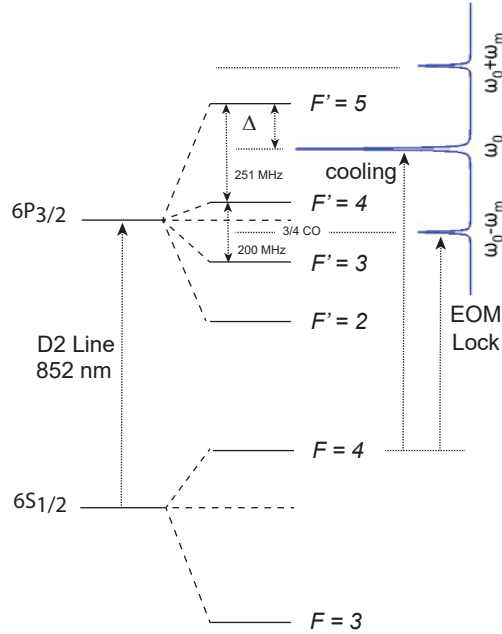 ω0+ωm
F' = 5
Δ
ω0
cooling
251 MHz
6P3/2
F' = 4
3/4 CO
ω0-ωm
200 MHz
F' = 3
EOM
Lock
F' = 2
D2 Line
852 nm
F = 4
6S1/2
F = 3